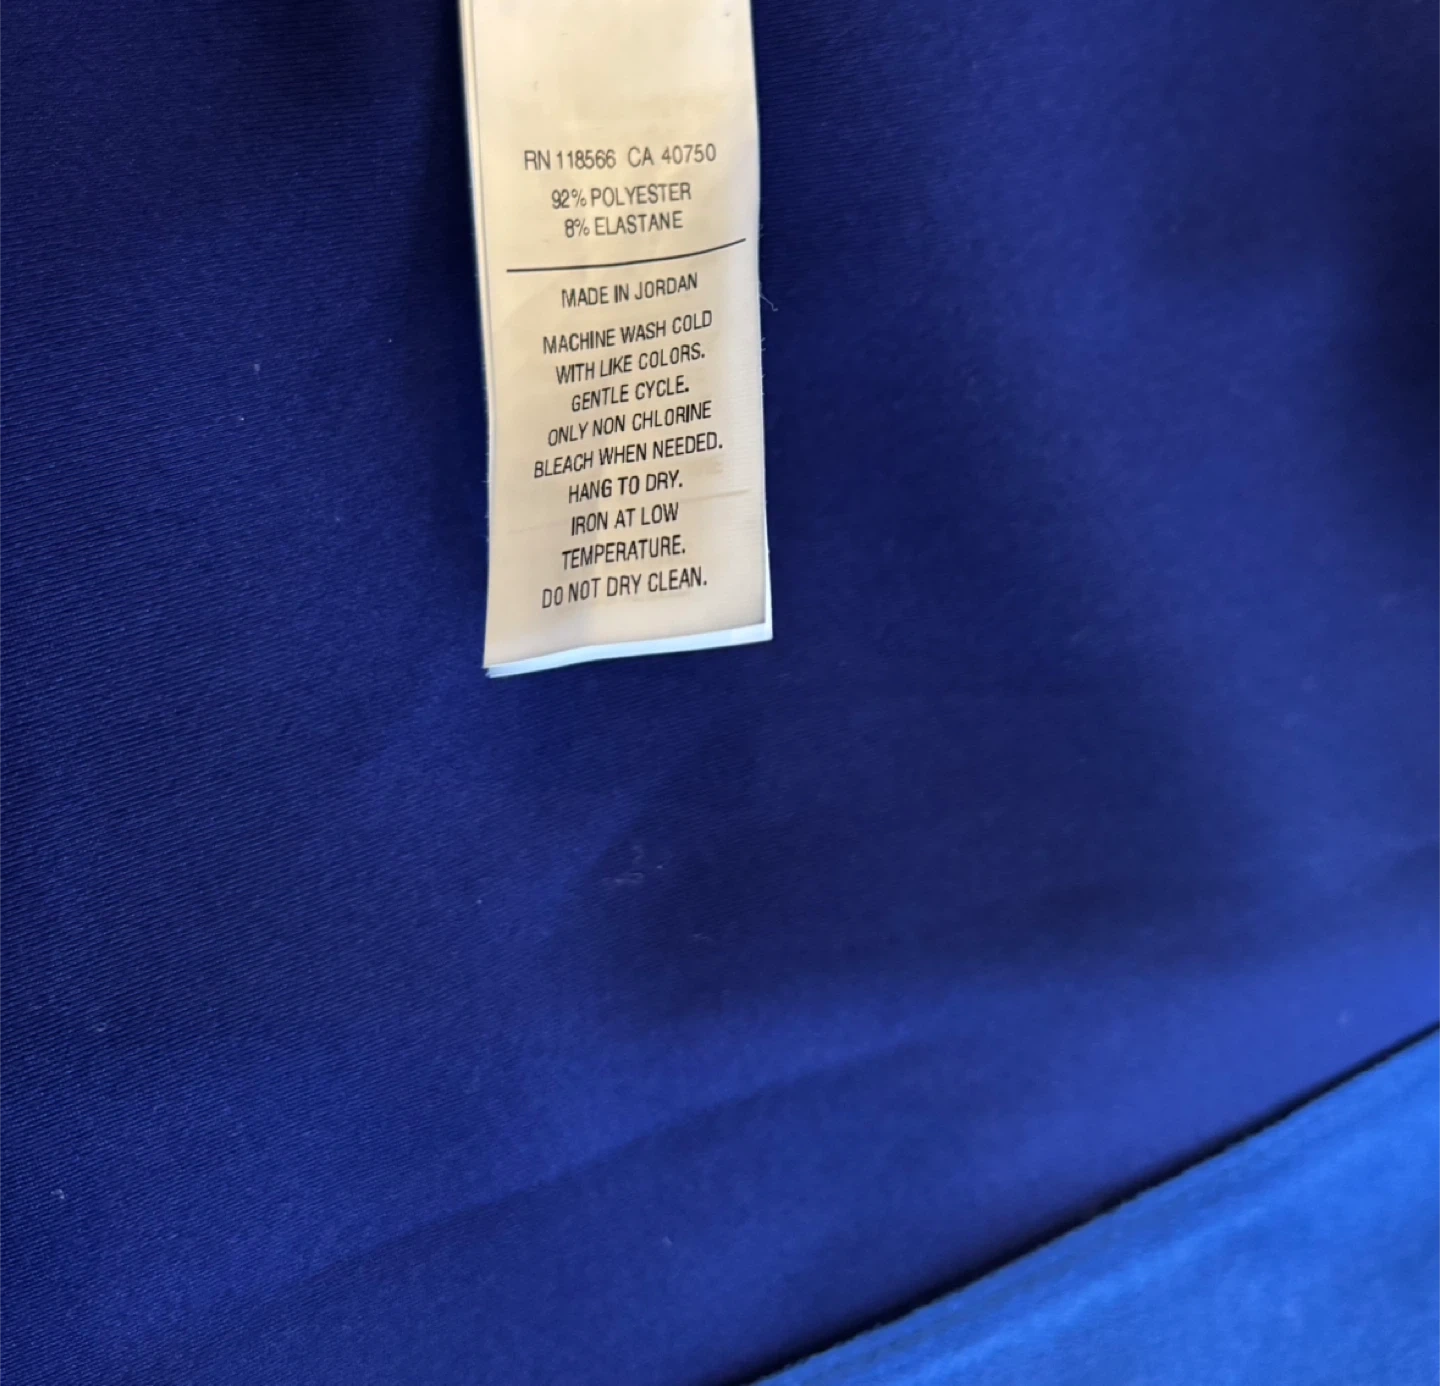 RN 118566 CA 40750
92% POLYESTER
8% ELASTANE
MADE IN JORDAN
MACHINE WASH COLD
WITH LIKE COLORS.
GENTLE CYCLE.
ONLY NON CHLORINE
BLEACH WHEN NEEDED.
HANG TO DRY.
IRON AT LOW
TEMPERATURE.
DO NOT DRY CLEAN.